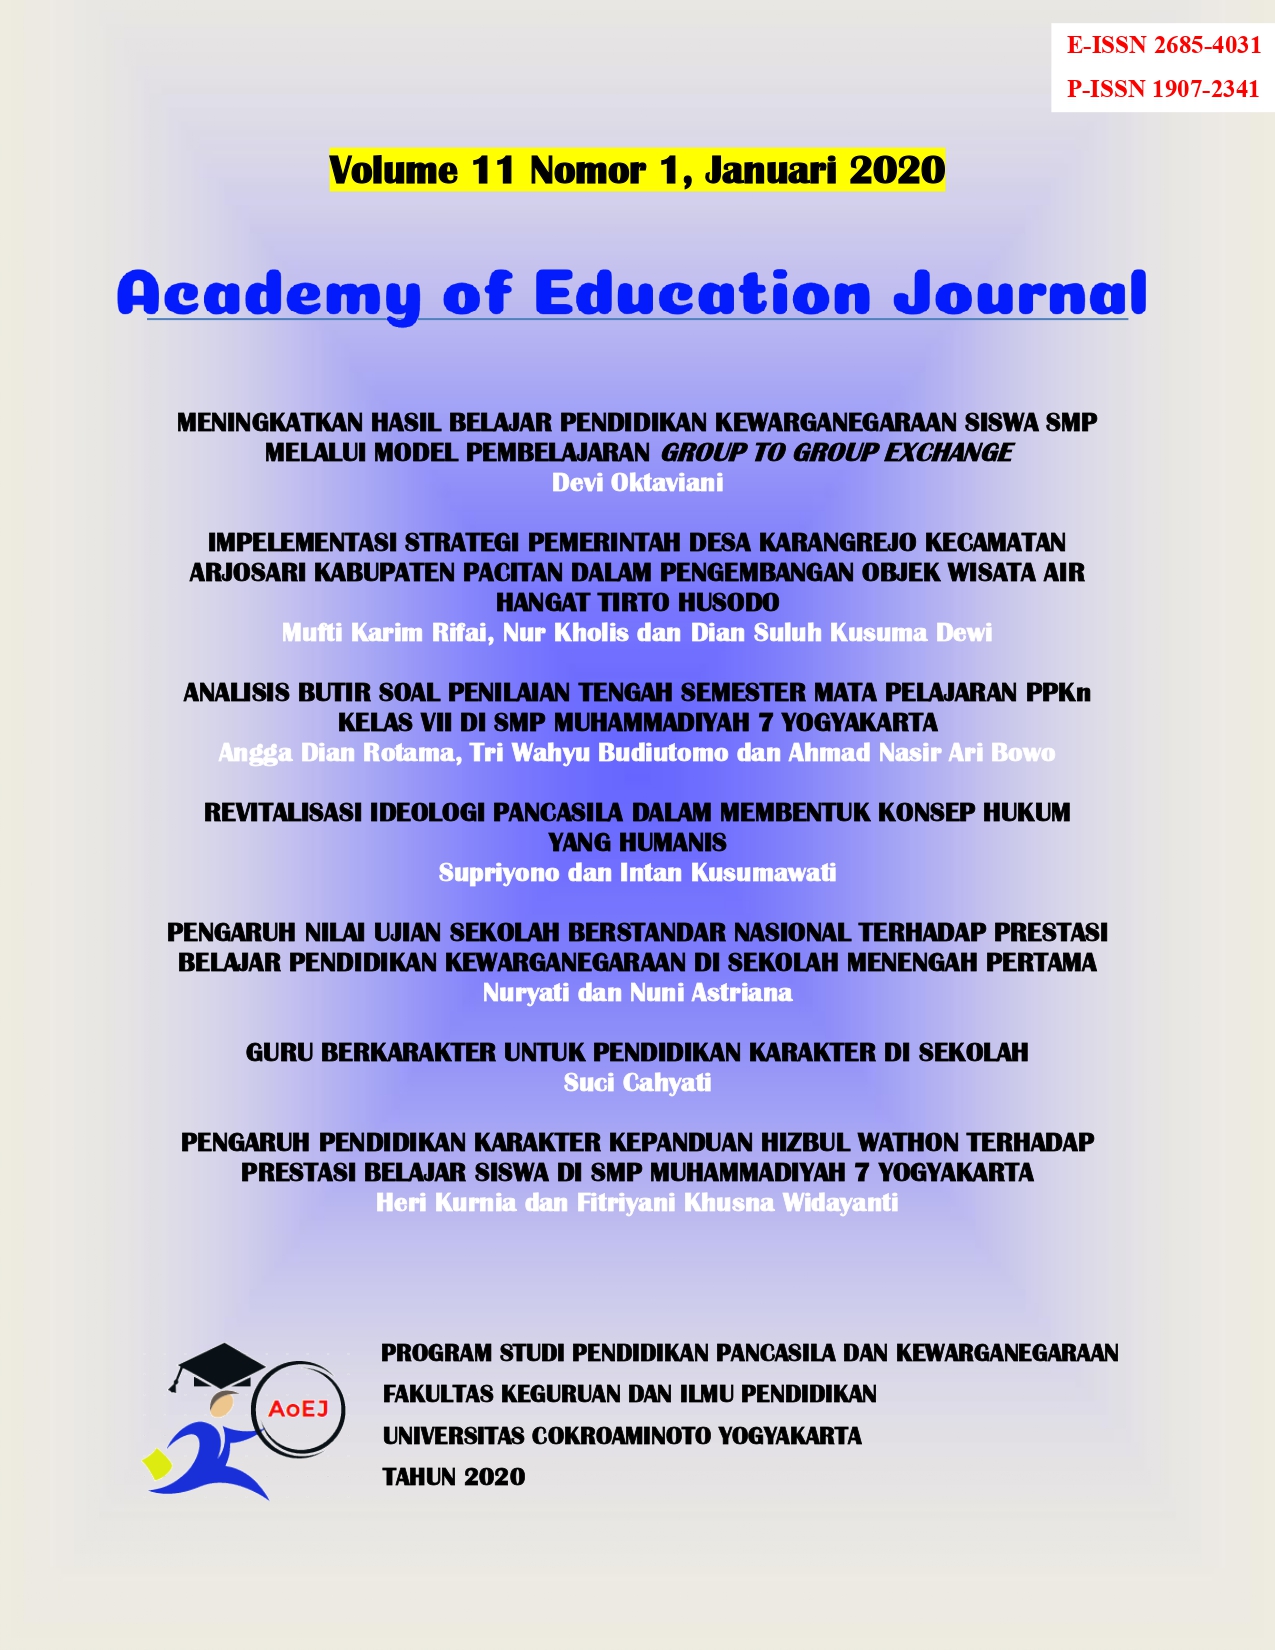 E-ISSN 2685-4031
P-ISSN 1907-2341
Volume 11 Nomor 1, Januari 2020
Academy of Education Journal
MENINGKATKAN HASIL BELAJAR PENDIDIKAN KEWARGANEGARAAN SISWA SMP
MELALUI MODEL PEMBELAJARAN GROUP TO GROUP EXCHANGE
Devi Oktaviani
IMPELEMENTASI STRATEGI PEMERINTAH DESA KARANGREJO KECAMATAN
ARJOSARI KABUPATEN PACITAN DALAM PENGEMBANGAN OBJEK WISATA AIR
HANGAT TIRTO HUSODO
Mufti Karim Rifai, Nur Kholis dan Dian Suluh Kusuma Dewi
ANALISIS BUTIR SOAL PENILAIAN TENGAH SEMESTER MATA PELAJARAN PPKn
KELAS VII DI SMP MUHAMMADIYAH 7 YOGYAKARTA
Angga Dian Rotama, Tri Wahyu Budiutomo dan Ahmad Nasir Ari Bowo
REVITALISASI IDEOLOGI PANCASILA DALAM MEMBENTUK KONSEP HUKUM
YANG HUMANIS
Supriyono dan Intan Kusumawati
PENGARUH NILAI UJIAN SEKOLAH BERSTANDAR NASIONAL TERHADAP PRESTASI
BELAJAR PENDIDIKAN KEWARGANEGARAAN DI SEKOLAH MENENGAH PERTAMA
Nuryati dan Nuni Astriana
GURU BERKARAKTER UNTUK PENDIDIKAN KARAKTER DI SEKOLAH
Suci Cahyati
PENGARUH PENDIDIKAN KARAKTER KEPANDUAN HIZBUL WATHON TERHADAP
PRESTASI BELAJAR SISWA DI SMP MUHAMMADIYAH 7 YOGYAKARTA
Heri Kurnia dan Fitriyani Khusna Widayanti
AoEJ
PROGRAM STUDI PENDIDIKAN PANCASILA DAN KEWARGANEGARAAN
FAKULTAS KEGURUAN DAN ILMU PENDIDIKAN
UNIVERSITAS COKROAMINOTO YOGYAKARTA
TAHUN 2020